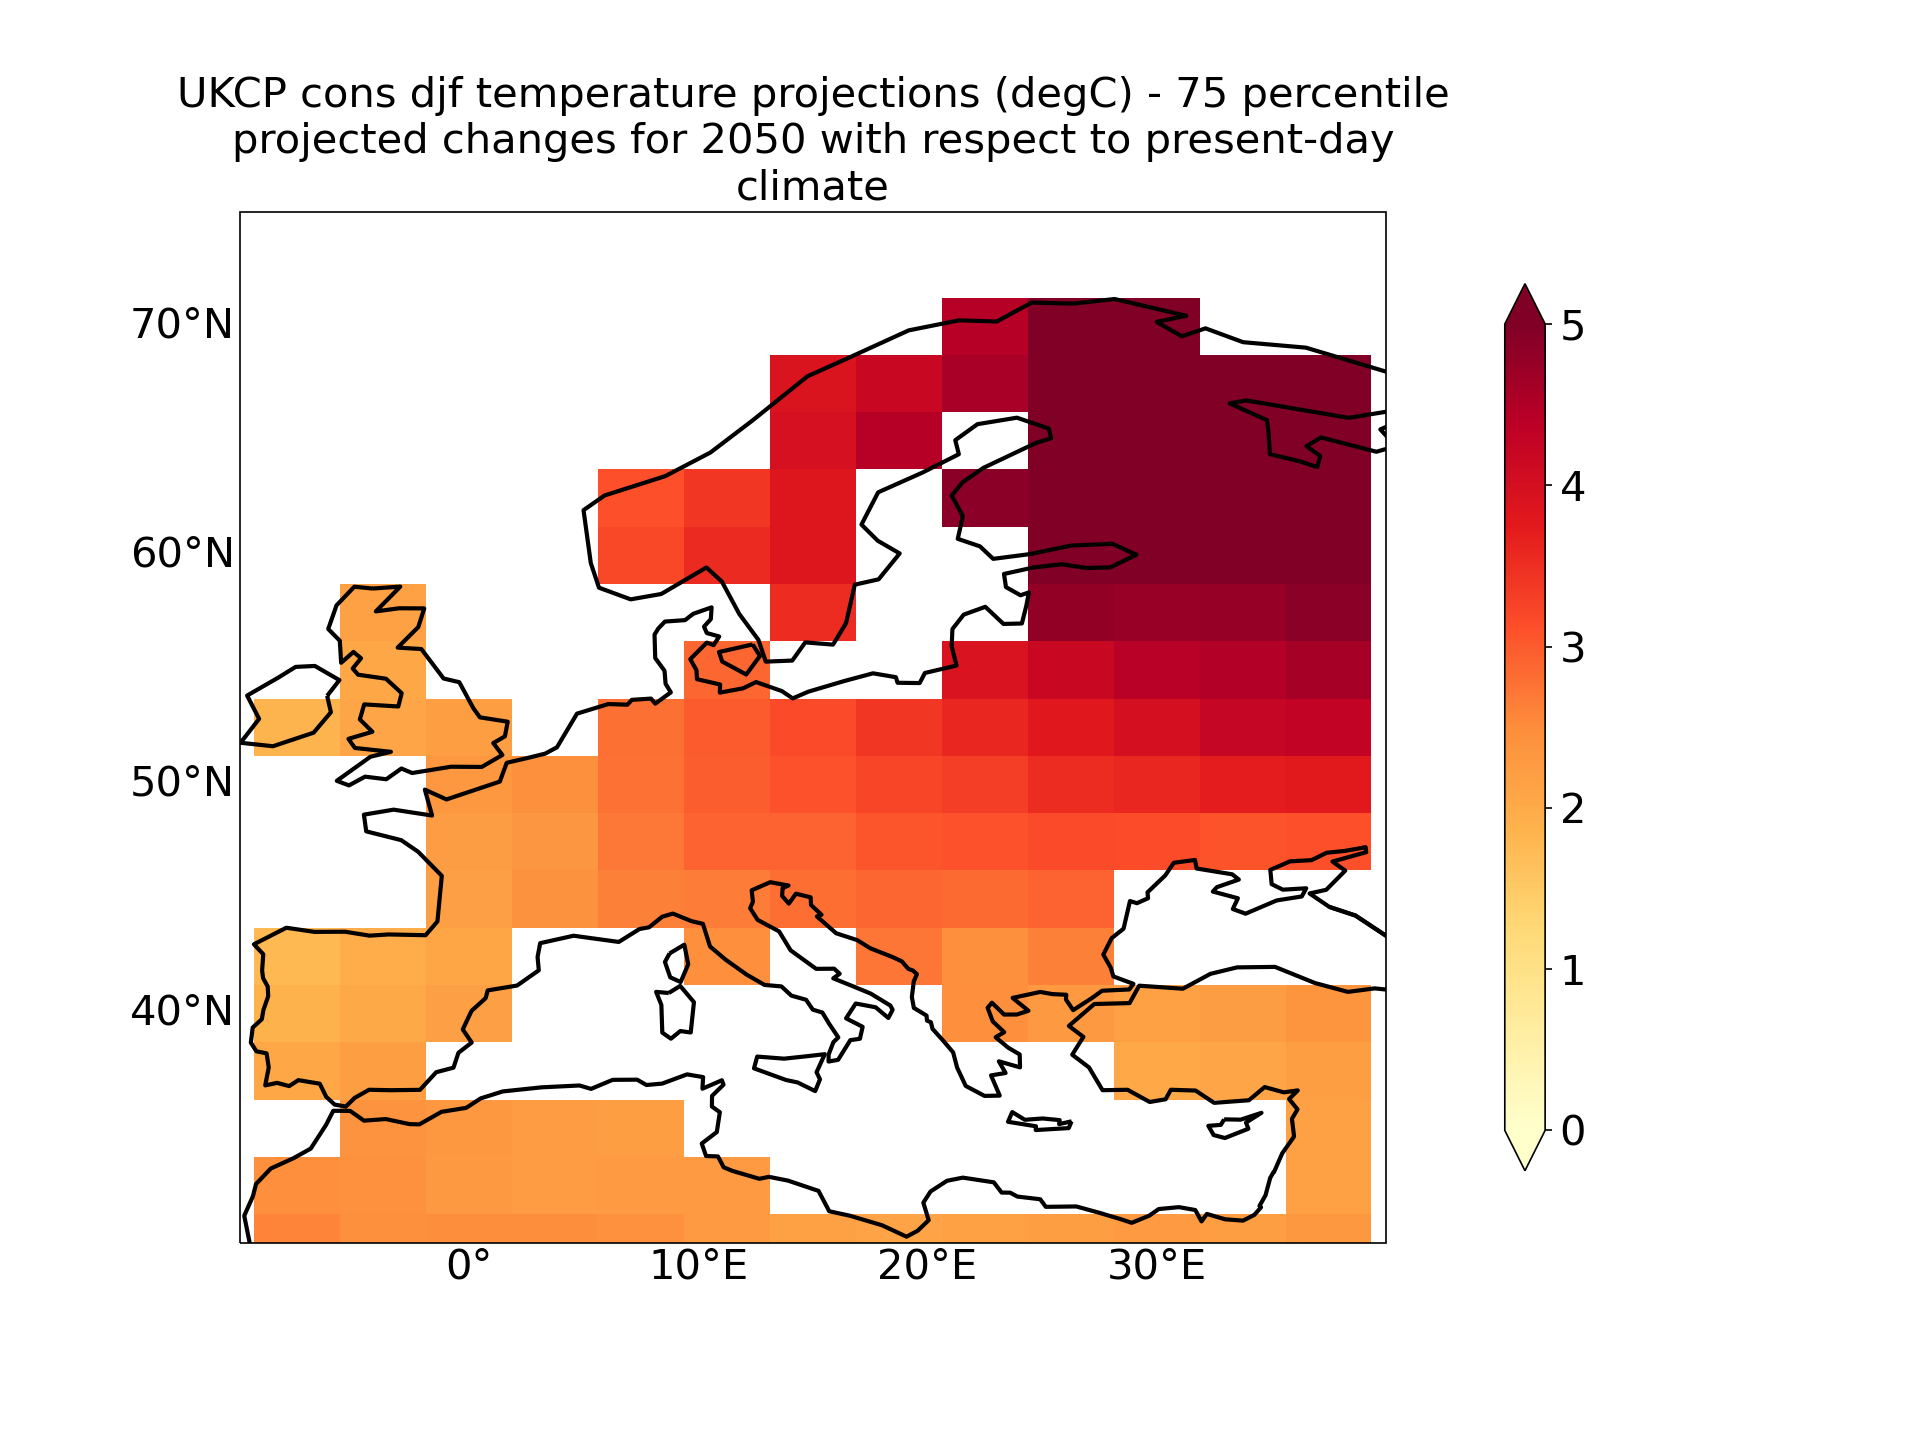 UKCP cons djf temperature projections (degC) - 75 percentile
projected changes for 2050 with respect to present-day
climate
70°N
60°N
50°N
40°N
0°
10°E
20°E
30°E
5
4
3
2
1
0